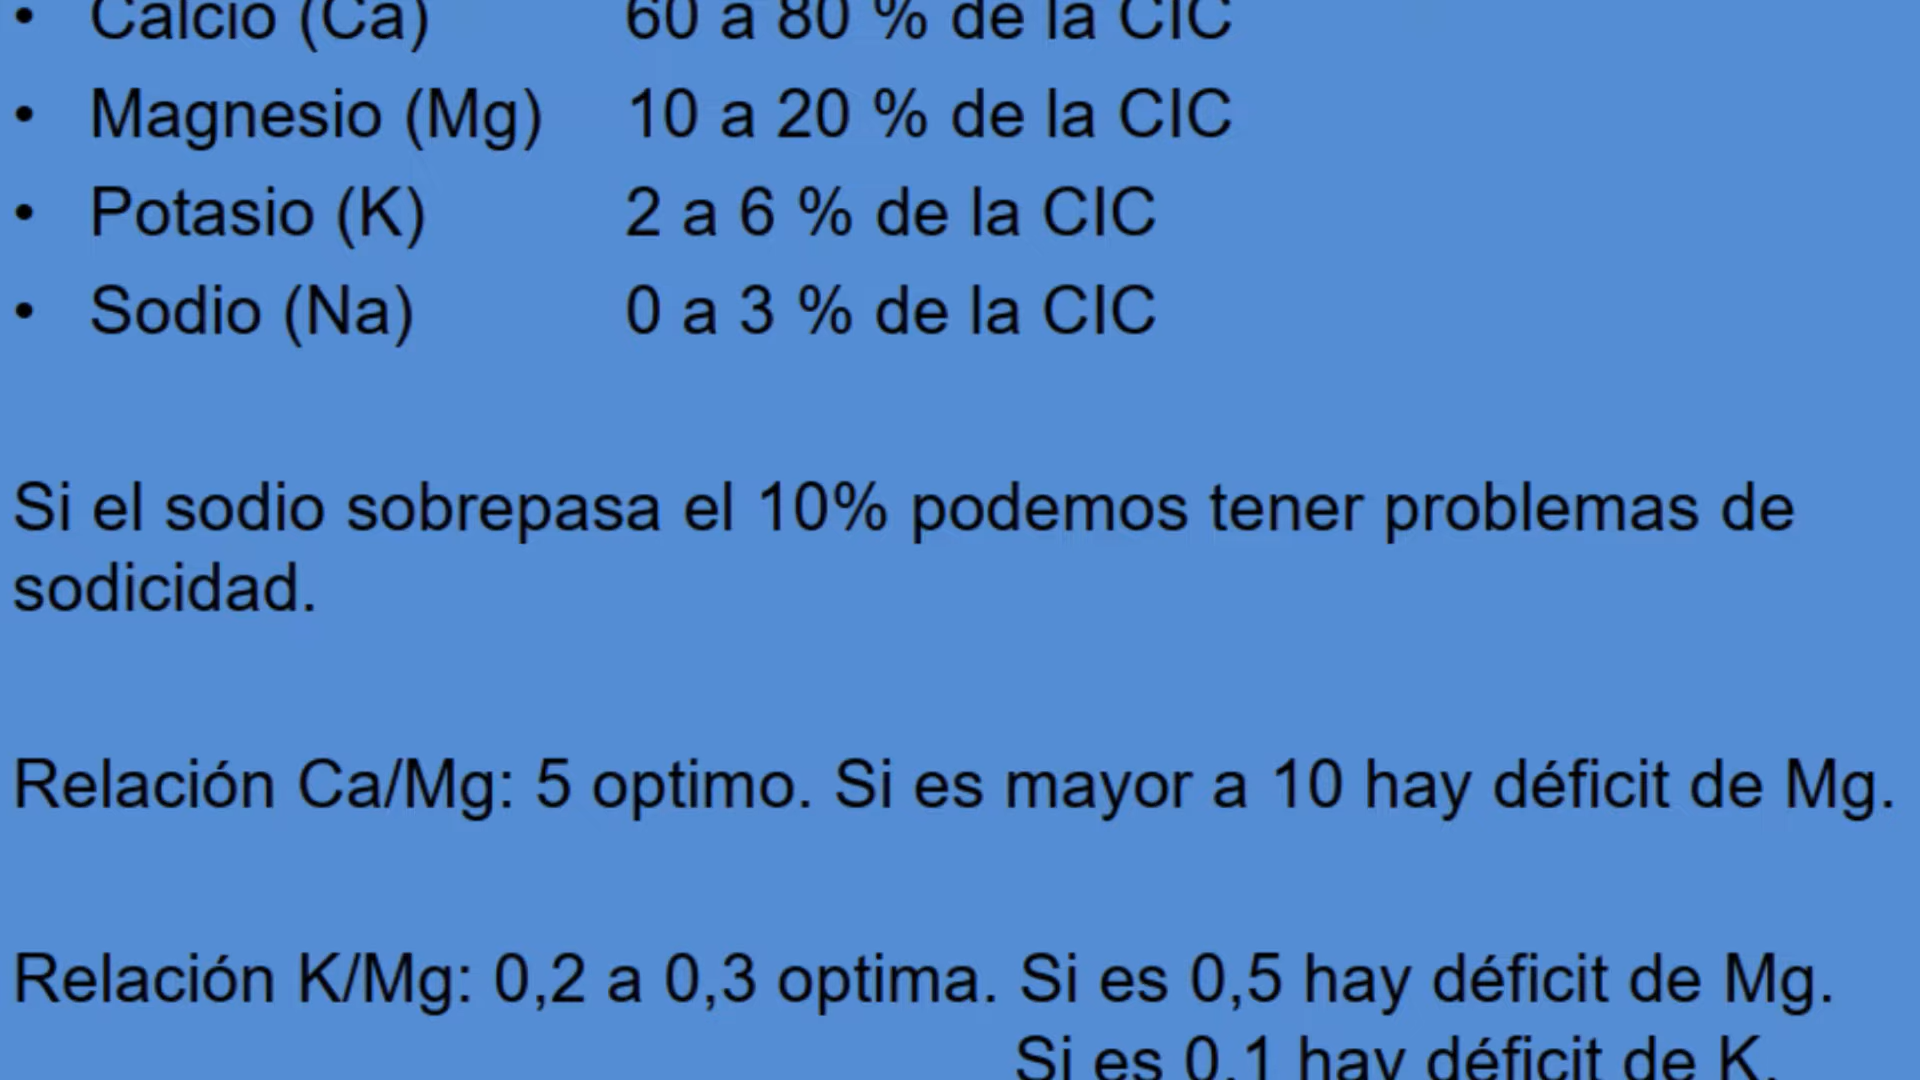 • Calcio (Ca) 60 a 80 % de la CIC
• Magnesio (Mg) 10 a 20 % de la CIC
• Potasio (K) 2 a 6 % de la CIC
• Sodio (Na) 0 a 3 % de la CIC
Si el sodio sobrepasa el 10% podemos tener problemas de
sodicidad.
Relación Ca/Mg: 5 optimo. Si es mayor a 10 hay déficit de Mg.
Relación K/Mg: 0,2 a 0,3 optima. Si es 0,5 hay déficit de Mg.
Si es 0,1 hay déficit de K.